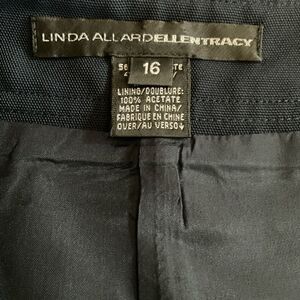 LINDA ALLARDELLENTRACY
16
LINING/DOUBLURE:
100% ACETATE
MADE IN CHINA/
FABRIQUE EN CHINE
OVER/AU VERSO↓